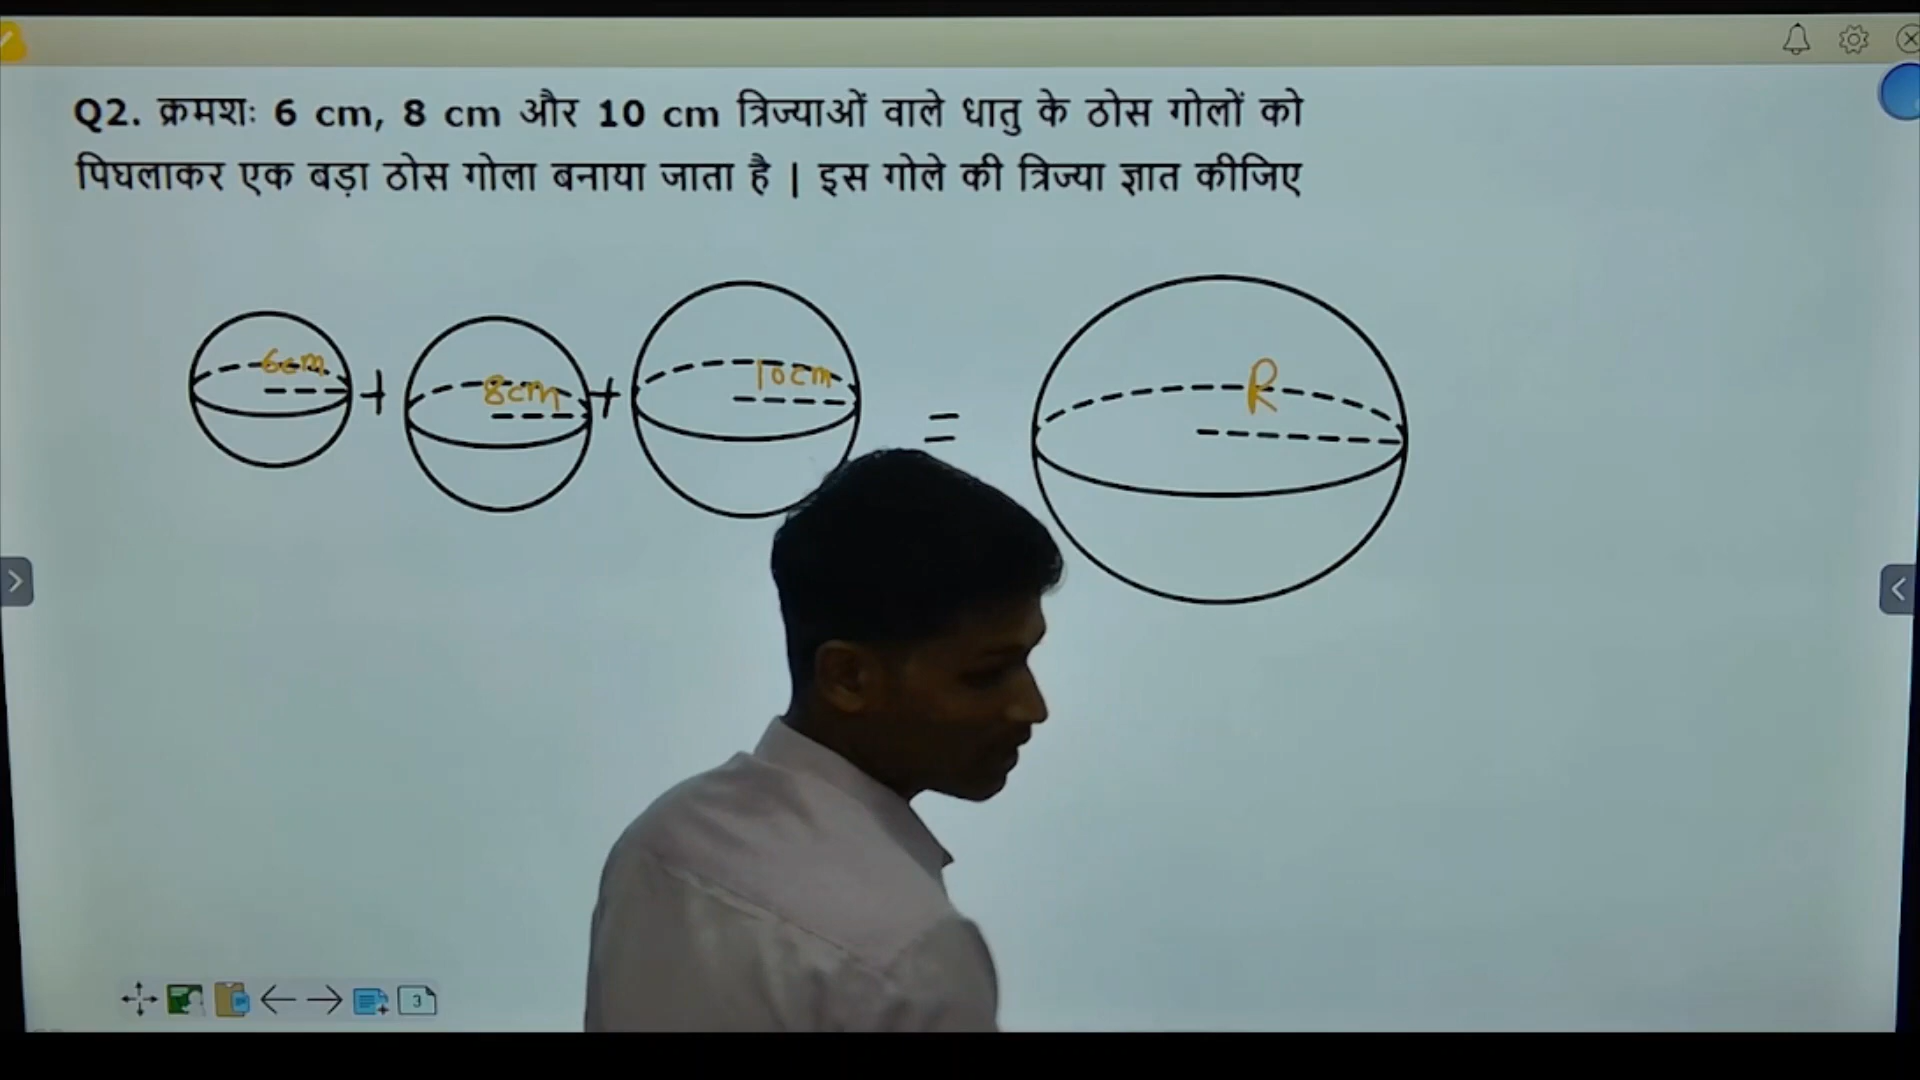 Q2. क्रमशः 6 cm, 8 cm और 10 cm त्रिज्याओं वाले धातु के ठोस गोलों को
पिघलाकर एक बड़ा ठोस गोला बनाया जाता है | इस गोले की त्रिज्या ज्ञात कीजिए
6cm + 8cm + 10cm = R
3